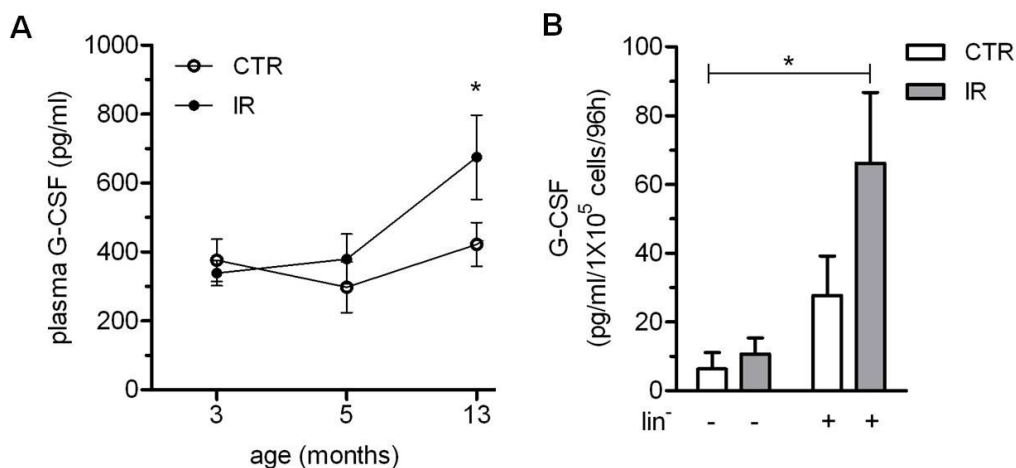 A
plasma G-CSF (pg/ml)
1000
800
600
400
200
0
CTR
IR
*
3
5
13
age (months)
B
G-CSF
(pg/ml/1X10⁵ cells/96h)
100
80
60
40
20
0
*
CTR
IR
lin⁻ - - + +